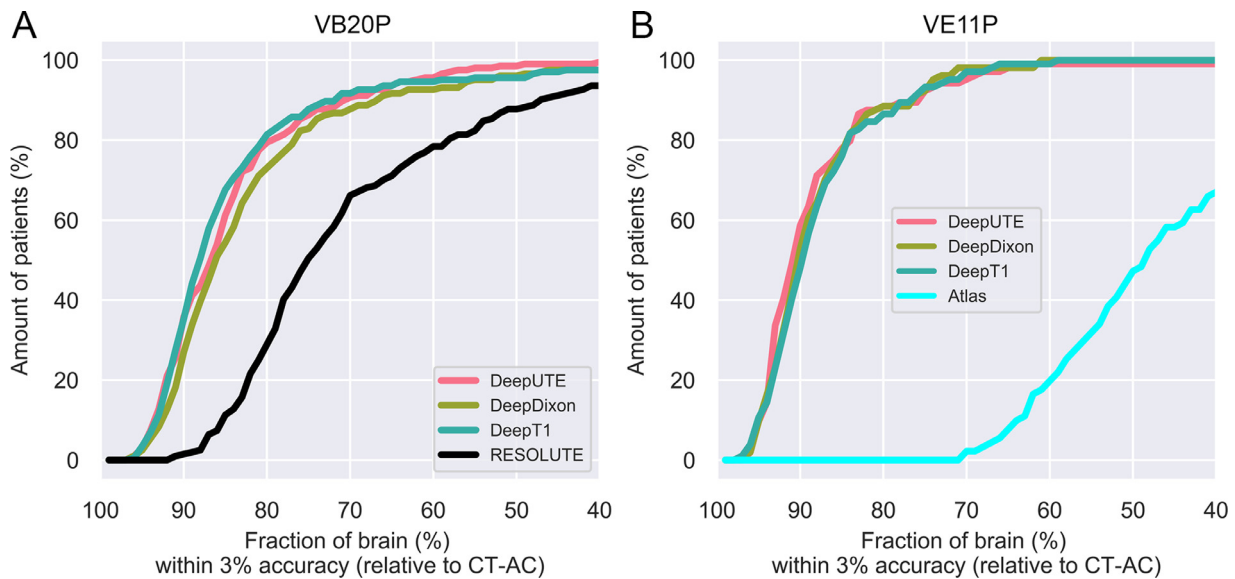 A
VB20P
Amount of patients (%)
100
80
60
40
20
0
DeepUTE
DeepDixon
DeepT1
RESOLUTE
100 90 80 70 60 50 40
Fraction of brain (%)
within 3% accuracy (relative to CT-AC)
B
VE11P
Amount of patients (%)
100
80
60
40
20
0
DeepUTE
DeepDixon
DeepT1
Atlas
100 90 80 70 60 50 40
Fraction of brain (%)
within 3% accuracy (relative to CT-AC)